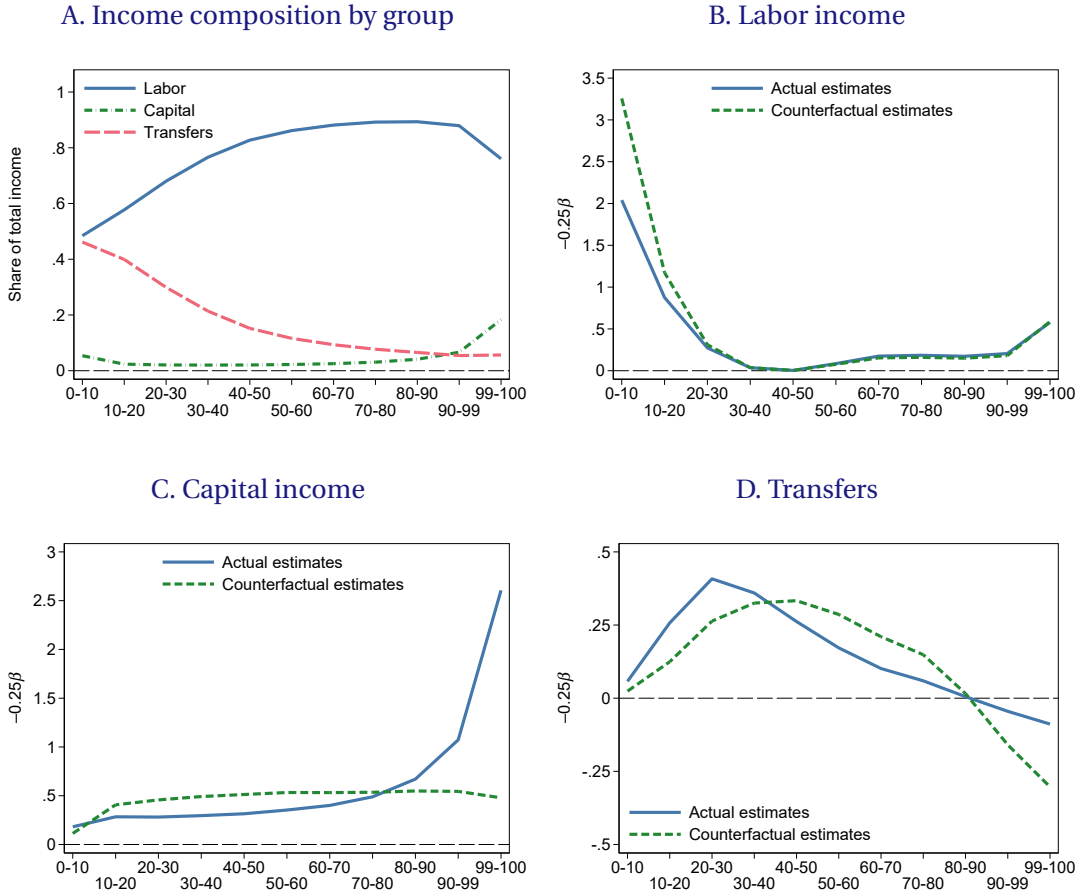 A. Income composition by group
Share of total income
1
.8
.6
.4
.2
0
Labor
Capital
Transfers
0-10 20-30 40-50 60-70 80-90 99-100
10-20 30-40 50-60 70-80 90-99
B. Labor income
−0.25β
3.5
3
2.5
2
1.5
1
.5
0
Actual estimates
Counterfactual estimates
0-10 20-30 40-50 60-70 80-90 99-100
10-20 30-40 50-60 70-80 90-99
C. Capital income
−0.25β
3
2.5
2
1.5
1
.5
0
Actual estimates
Counterfactual estimates
0-10 20-30 40-50 60-70 80-90 99-100
10-20 30-40 50-60 70-80 90-99
D. Transfers
−0.25β
.5
.25
0
-.25
-.5
Actual estimates
Counterfactual estimates
0-10 20-30 40-50 60-70 80-90 99-100
10-20 30-40 50-60 70-80 90-99